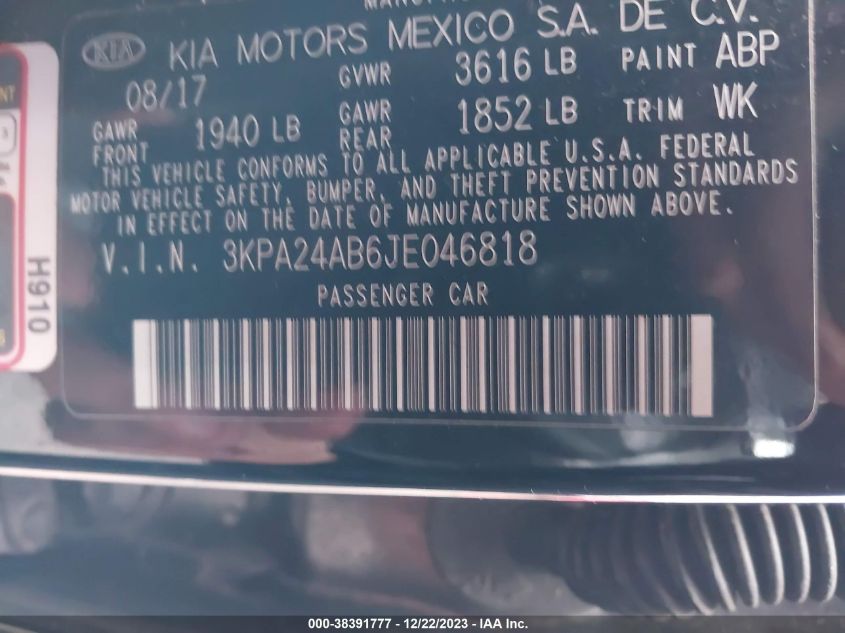 KIA KIA MOTORS MEXICO S.A. DE C.V.
08/17 GVWR 3616 LB PAINT ABP
GAWR FRONT 1940 LB GAWR REAR 1852 LB TRIM WK
THIS VEHICLE CONFORMS TO ALL APPLICABLE U.S.A. FEDERAL
MOTOR VEHICLE SAFETY, BUMPER, AND THEFT PREVENTION STANDARDS
IN EFFECT ON THE DATE OF MANUFACTURE SHOWN ABOVE.
V.I.N. 3KPA24AB6JE046818
PASSENGER CAR
H910
000-38391777 - 12/22/2023 - IAA Inc.